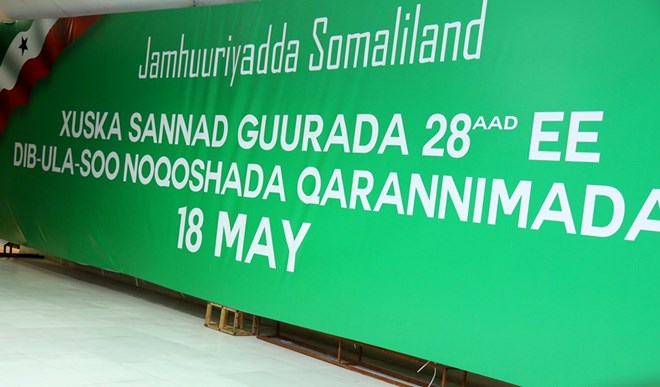 Jamhuuriyadda Somaliland
XUSKA SANNAD GUURADA 28AAD EE
DIB-ULA-SOO NOQOSHADA QARANNIMADA
18 MAY